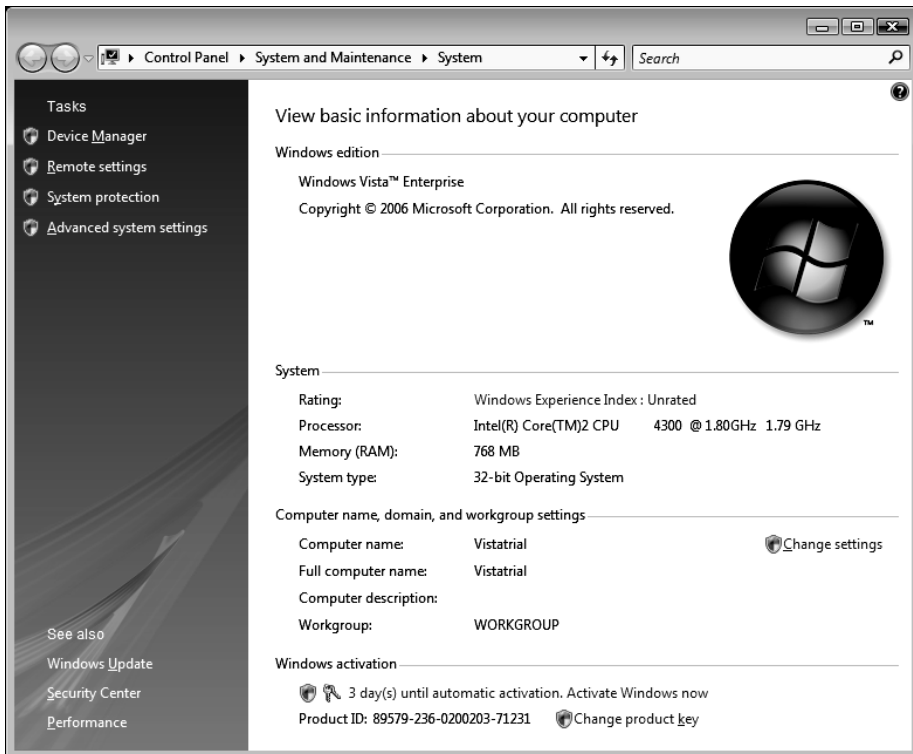 Control Panel ▸ System and Maintenance ▸ System
Search
Tasks
Device Manager
Remote settings
System protection
Advanced system settings
See also
Windows Update
Security Center
Performance
View basic information about your computer
Windows edition
Windows Vista™ Enterprise
Copyright © 2006 Microsoft Corporation. All rights reserved.
TM
System
Rating: Windows Experience Index : Unrated
Processor: Intel(R) Core(TM)2 CPU 4300 @ 1.80GHz 1.79 GHz
Memory (RAM): 768 MB
System type: 32-bit Operating System
Computer name, domain, and workgroup settings
Computer name: Vistatrial Change settings
Full computer name: Vistatrial
Computer description:
Workgroup: WORKGROUP
Windows activation
3 day(s) until automatic activation. Activate Windows now
Product ID: 89579-236-0200203-71231 Change product key